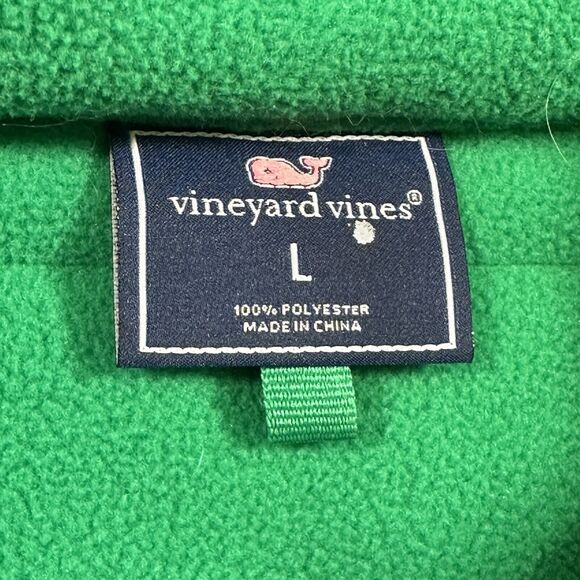 vineyard vines®
L
100% POLYESTER
MADE IN CHINA